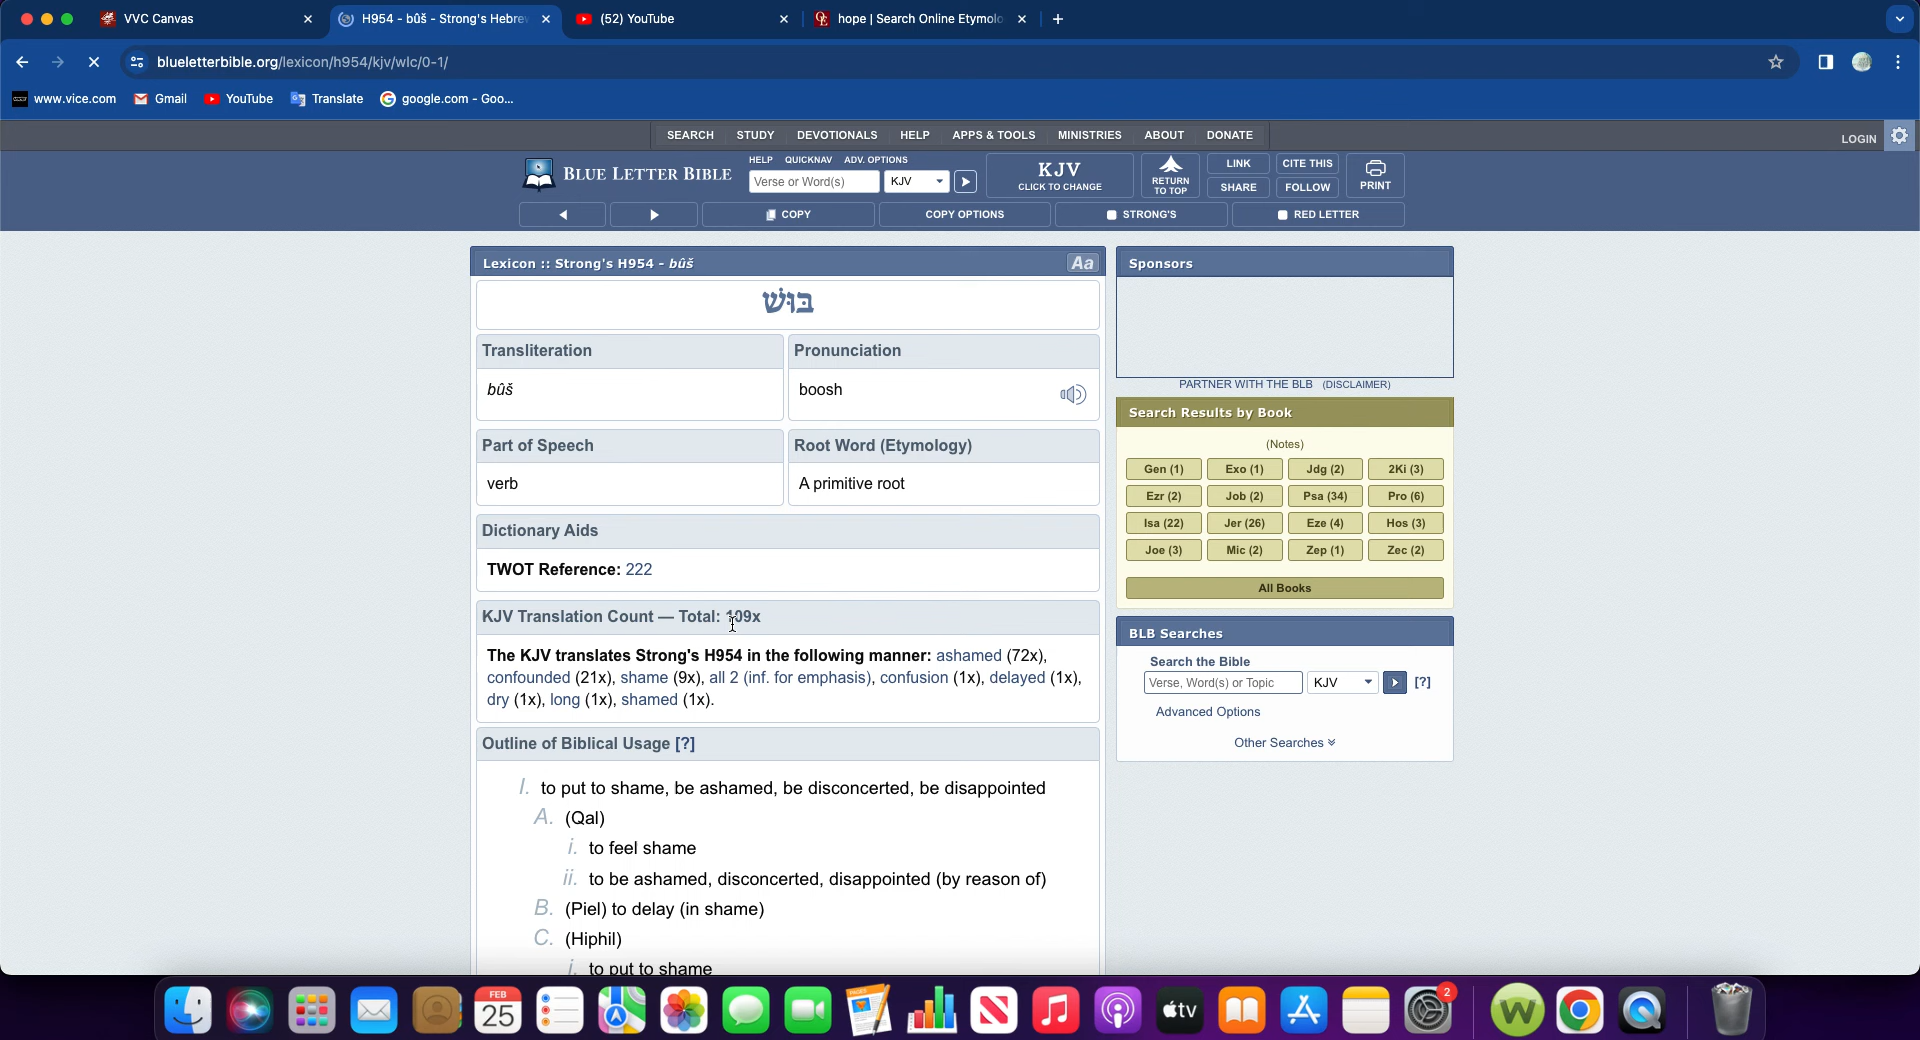 VVC Canvas
H954 - bûš - Strong's Hebrew
(52) YouTube
hope | Search Online Etymolo
blueletterbible.org/lexicon/h954/kjv/wlc/0-1/
www.vice.com
Gmail
YouTube
Translate
google.com - Goo...
SEARCH
STUDY
DEVOTIONALS
HELP
APPS & TOOLS
MINISTRIES
ABOUT
DONATE
LOGIN
BLUE LETTER BIBLE
HELP
QUICKNAV
ADV. OPTIONS
Verse or Word(s)
KJV
KJV
CLICK TO CHANGE
RETURN
TO TOP
LINK
CITE THIS
SHARE
FOLLOW
PRINT
COPY
COPY OPTIONS
STRONG'S
RED LETTER
Lexicon :: Strong's H954 - bûš
Aa
בּוּשׁ
Transliteration
bûš
Pronunciation
boosh
Part of Speech
verb
Root Word (Etymology)
A primitive root
Dictionary Aids
TWOT Reference: 222
KJV Translation Count — Total: 109x
The KJV translates Strong's H954 in the following manner: ashamed (72x),
confounded (21x), shame (9x), all 2 (inf. for emphasis), confusion (1x), delayed (1x),
dry (1x), long (1x), shamed (1x).
Outline of Biblical Usage [?]
I. to put to shame, be ashamed, be disconcerted, be disappointed
A. (Qal)
i. to feel shame
ii. to be ashamed, disconcerted, disappointed (by reason of)
B. (Piel) to delay (in shame)
C. (Hiphil)
i. to put to shame
Sponsors
PARTNER WITH THE BLB (DISCLAIMER)
Search Results by Book
(Notes)
Gen (1)
Exo (1)
Jdg (2)
2Ki (3)
Ezr (2)
Job (2)
Psa (34)
Pro (6)
Isa (22)
Jer (26)
Eze (4)
Hos (3)
Joe (3)
Mic (2)
Zep (1)
Zec (2)
All Books
BLB Searches
Search the Bible
Verse, Word(s) or Topic
KJV
[?]
Advanced Options
Other Searches
FEB
25
tv
2
W